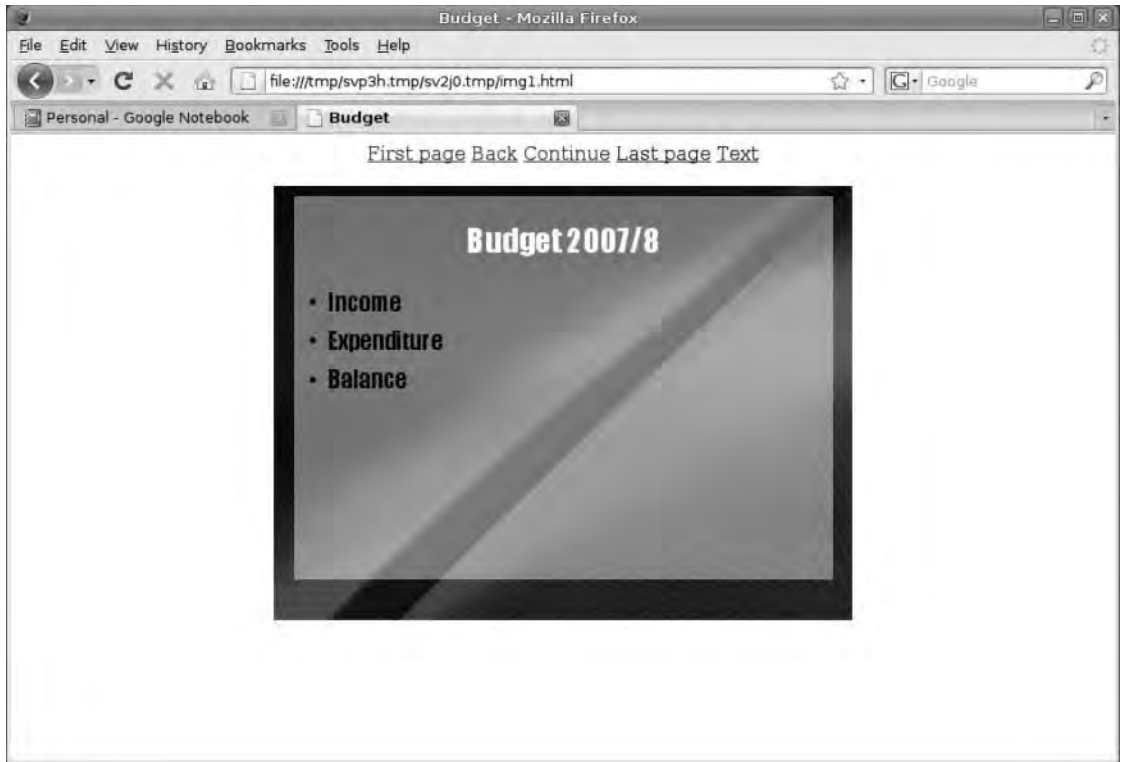 Budget - Mozilla Firefox
File Edit View History Bookmarks Tools Help
file:///tmp/svp3h.tmp/sv2j0.tmp/img1.html G Google
Personal - Google Notebook Budget
First page Back Continue Last page Text
Budget 2007/8
• Income
• Expenditure
• Balance